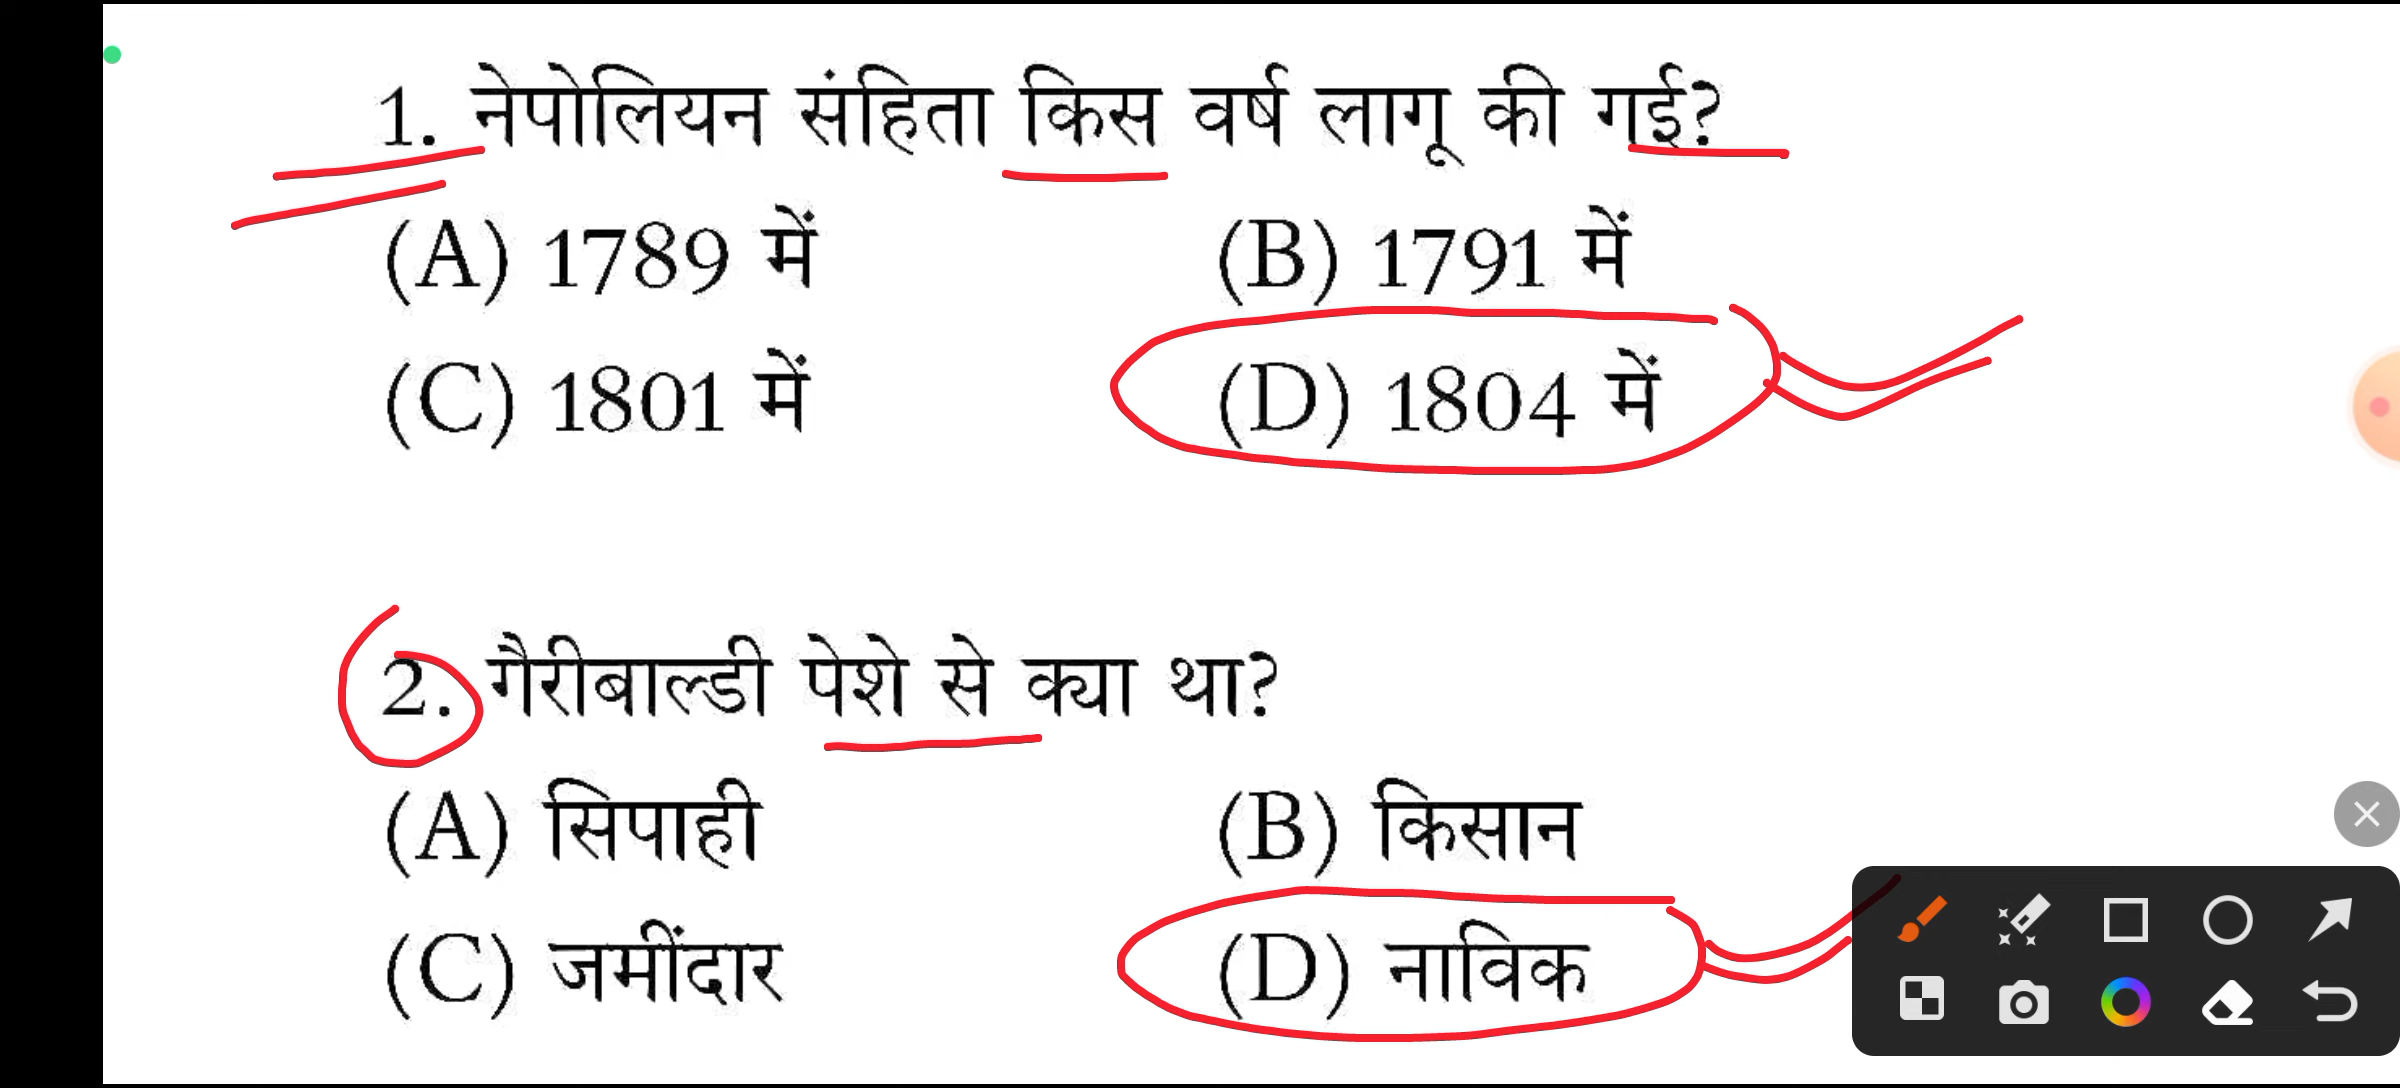 1. नेपोलियन संहिता किस वर्ष लागू की गई?
(A) 1789 में (B) 1791 में
(C) 1801 में (D) 1804 में
2. गैरीबाल्डी पेशे से क्या था?
(A) सिपाही (B) किसान
(C) जमींदार (D) नाविक